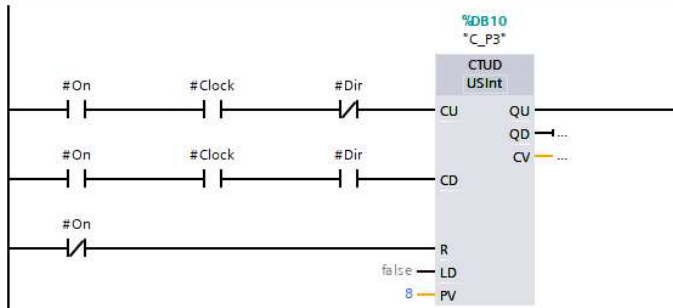 %DB10
"C_P3"
CTUD
USInt
#On #Clock #Dir
CU QU
QD ...
CV ...
#On #Clock #Dir
CD
#On
R
false LD
8 PV